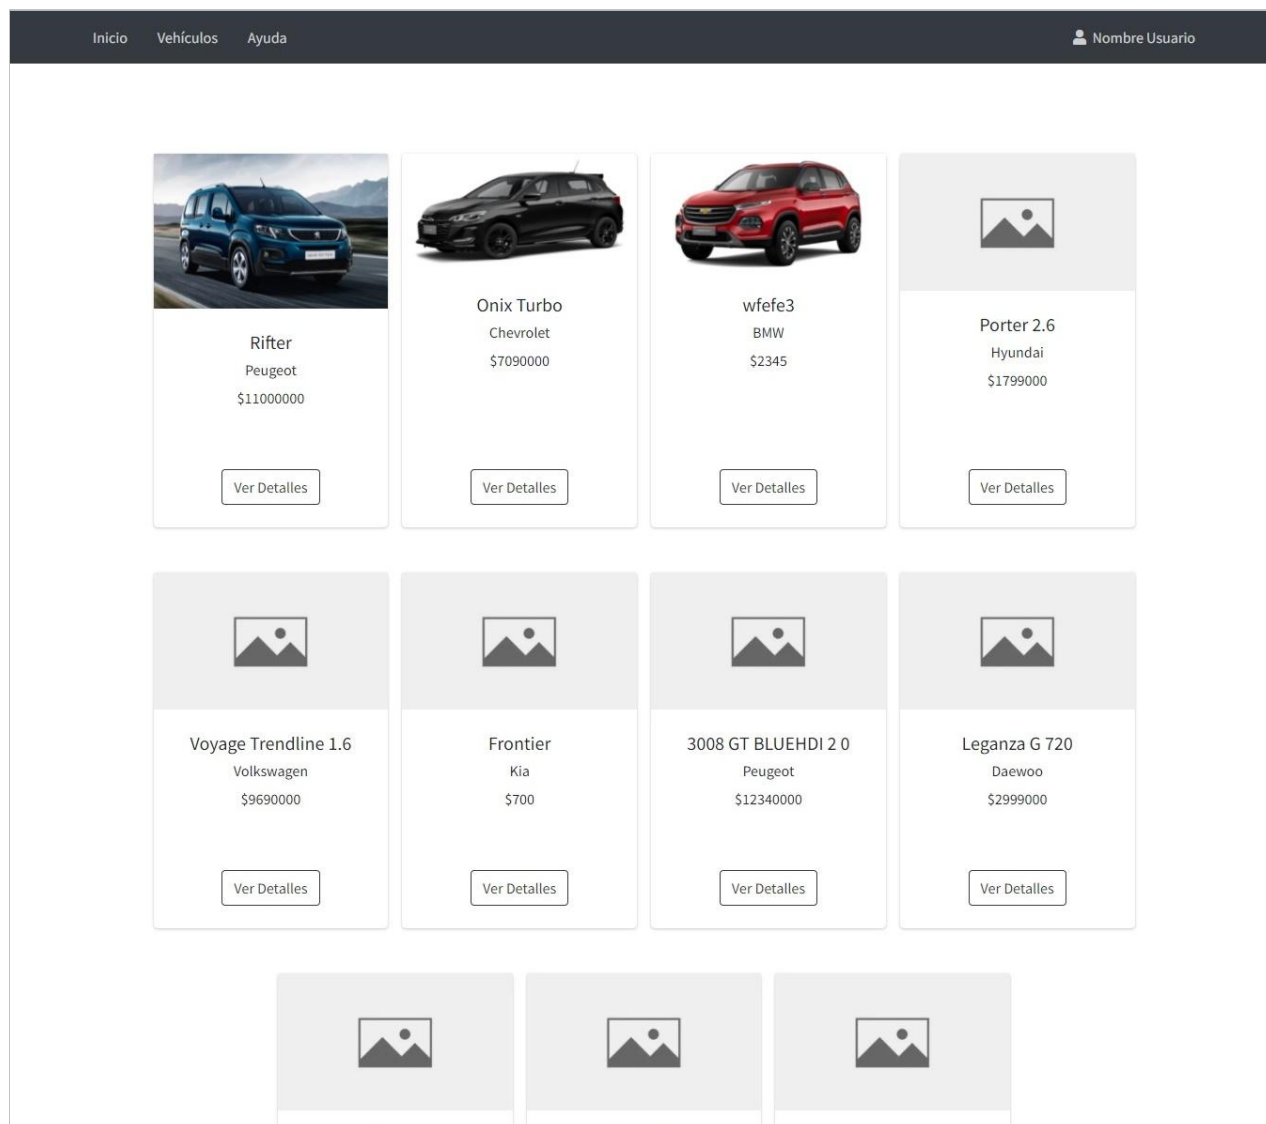 Inicio Vehículos Ayuda Nombre Usuario
Rifter
Peugeot
$11000000
Ver Detalles
Onix Turbo
Chevrolet
$7090000
Ver Detalles
wfefe3
BMW
$2345
Ver Detalles
Porter 2.6
Hyundai
$1799000
Ver Detalles
Voyage Trendline 1.6
Volkswagen
$9690000
Ver Detalles
Frontier
Kia
$700
Ver Detalles
3008 GT BLUEHDI 2 0
Peugeot
$12340000
Ver Detalles
Leganza G 720
Daewoo
$2999000
Ver Detalles